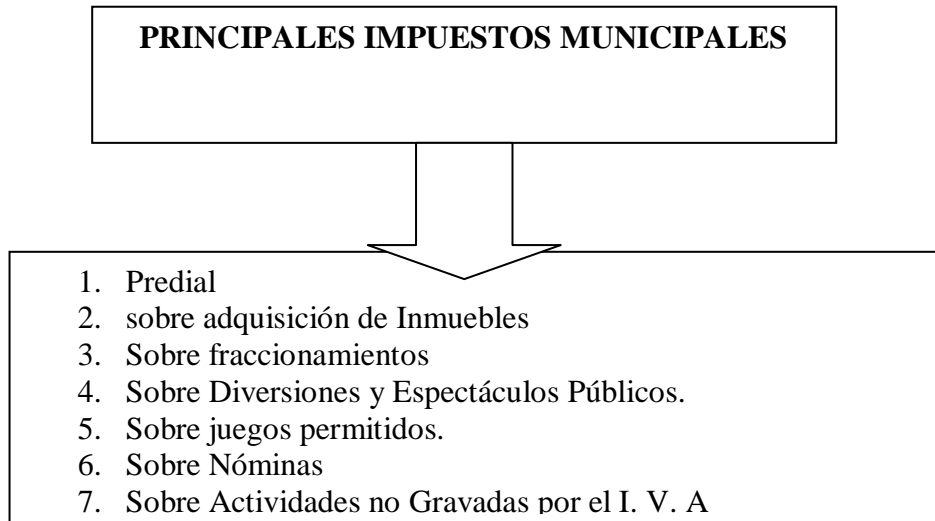 PRINCIPALES IMPUESTOS MUNICIPALES
1. Predial
2. sobre adquisición de Inmuebles
3. Sobre fraccionamientos
4. Sobre Diversiones y Espectáculos Públicos.
5. Sobre juegos permitidos.
6. Sobre Nóminas
7. Sobre Actividades no Gravadas por el I. V. A